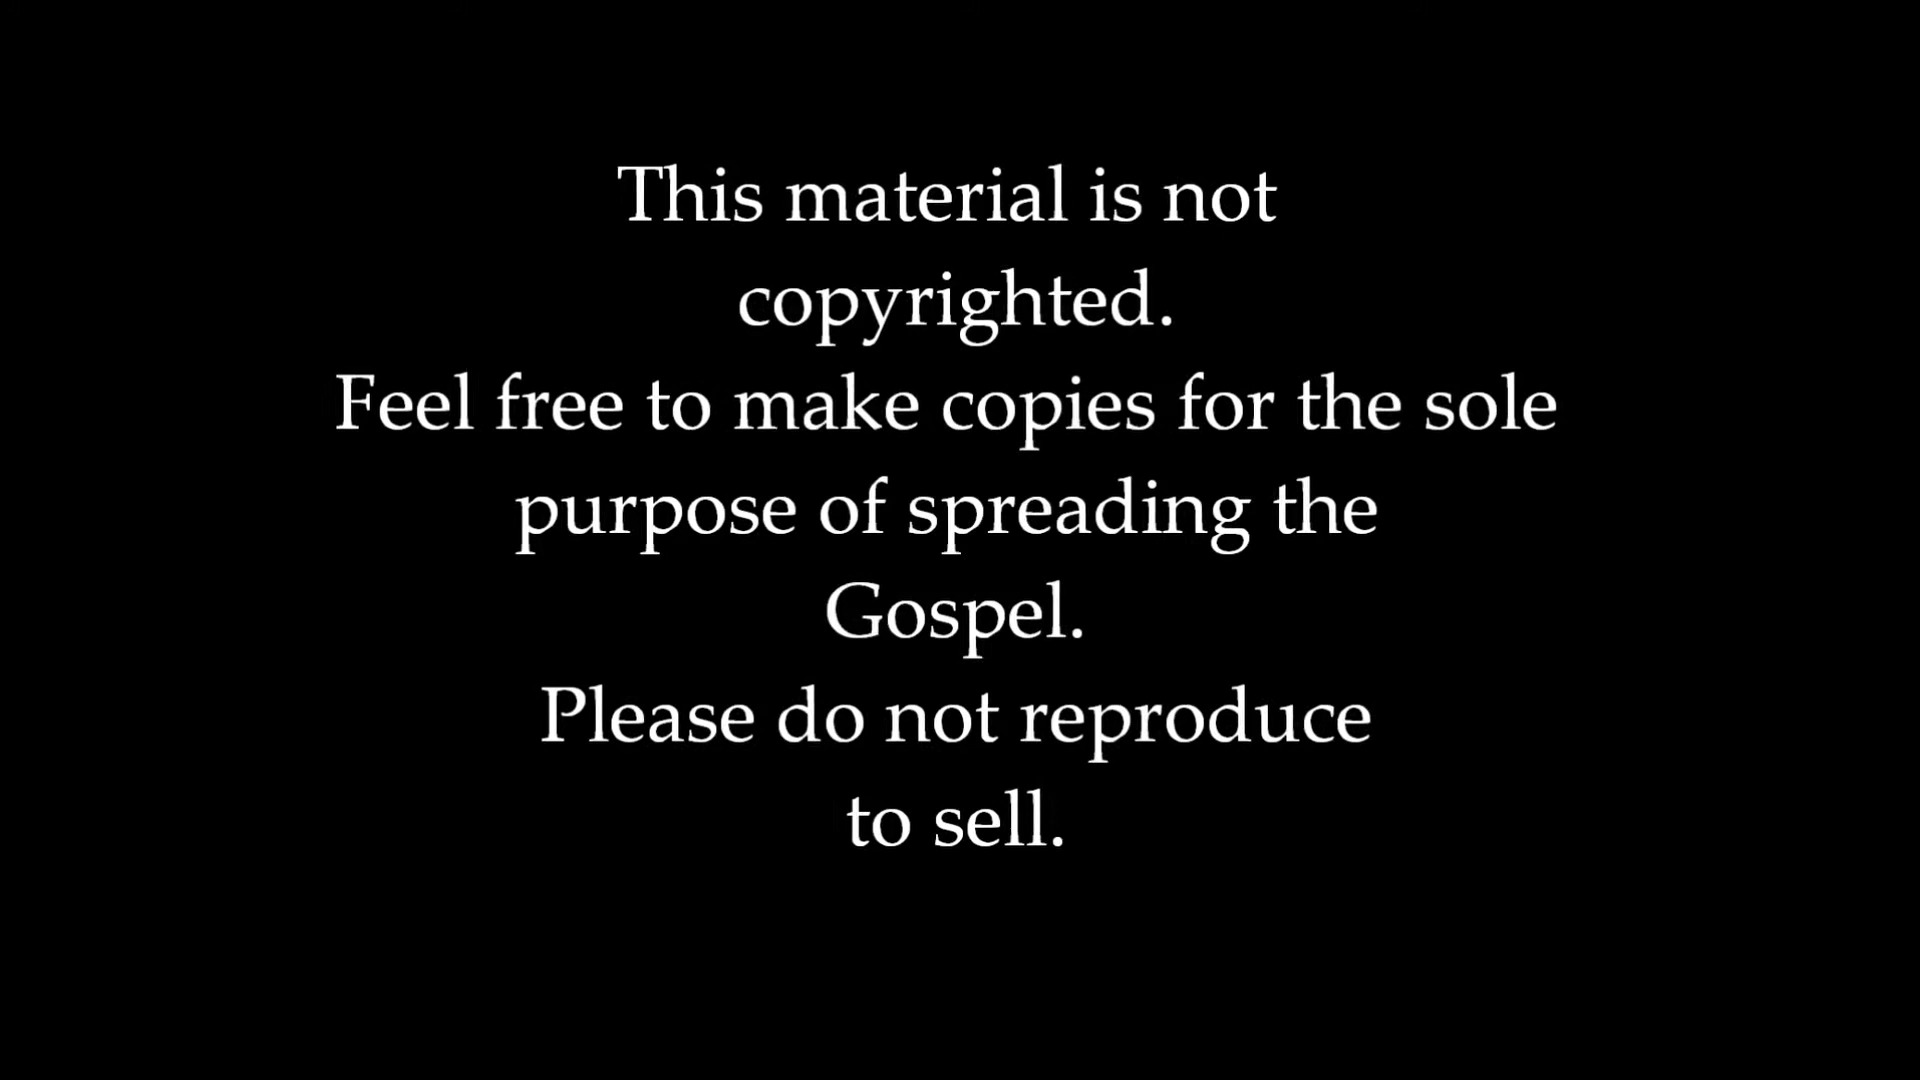 This material is not
copyrighted.
Feel free to make copies for the sole
purpose of spreading the
Gospel.
Please do not reproduce
to sell.